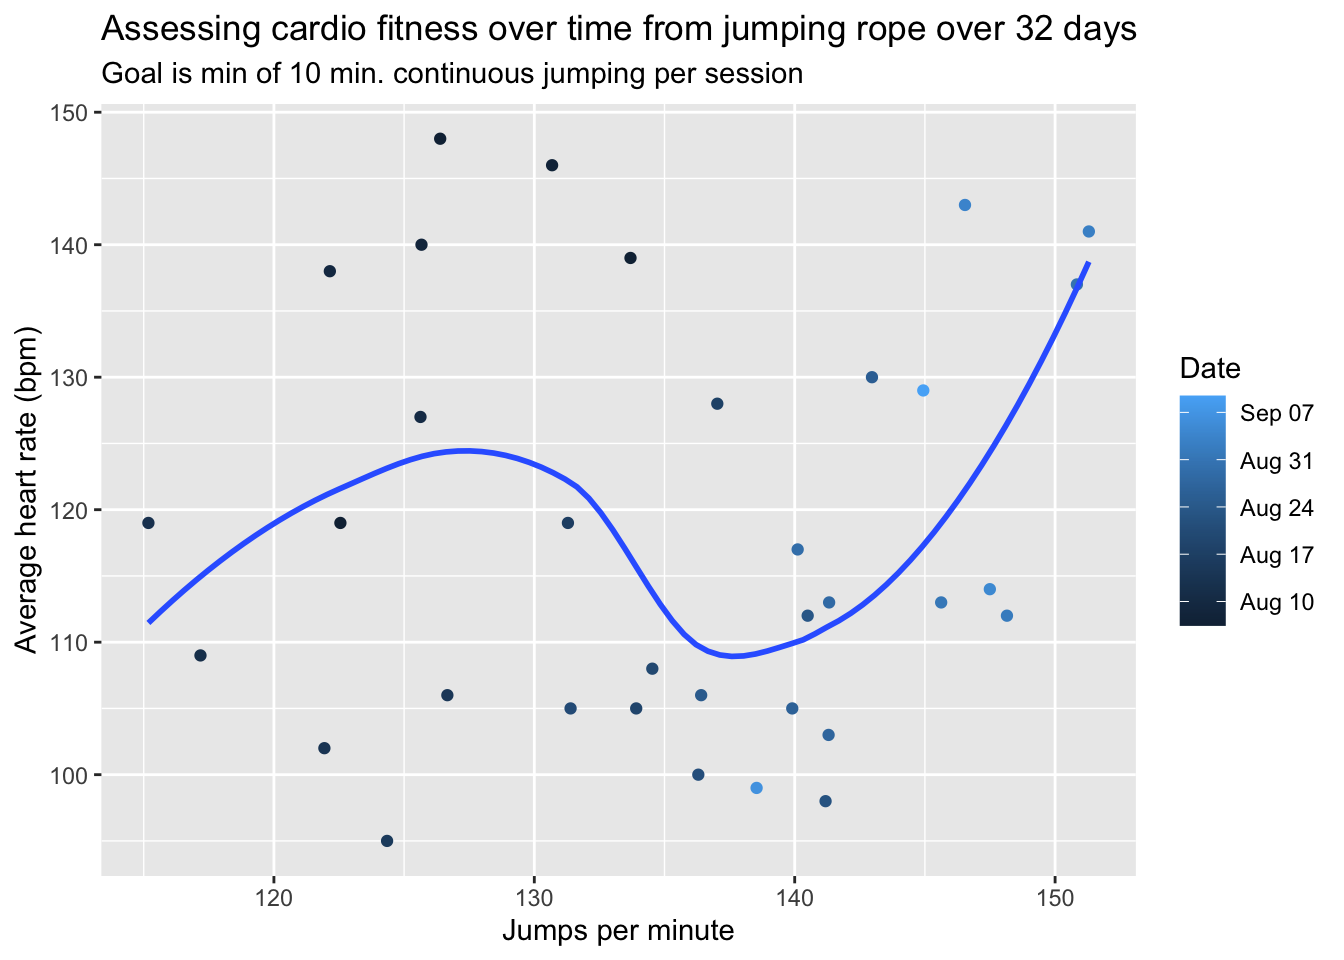 Assessing cardio fitness over time from jumping rope over 32 days
Goal is min of 10 min. continuous jumping per session
150
140
130
120
110
100
Average heart rate (bpm)
120 130 140 150
Jumps per minute
Date
Sep 07
Aug 31
Aug 24
Aug 17
Aug 10